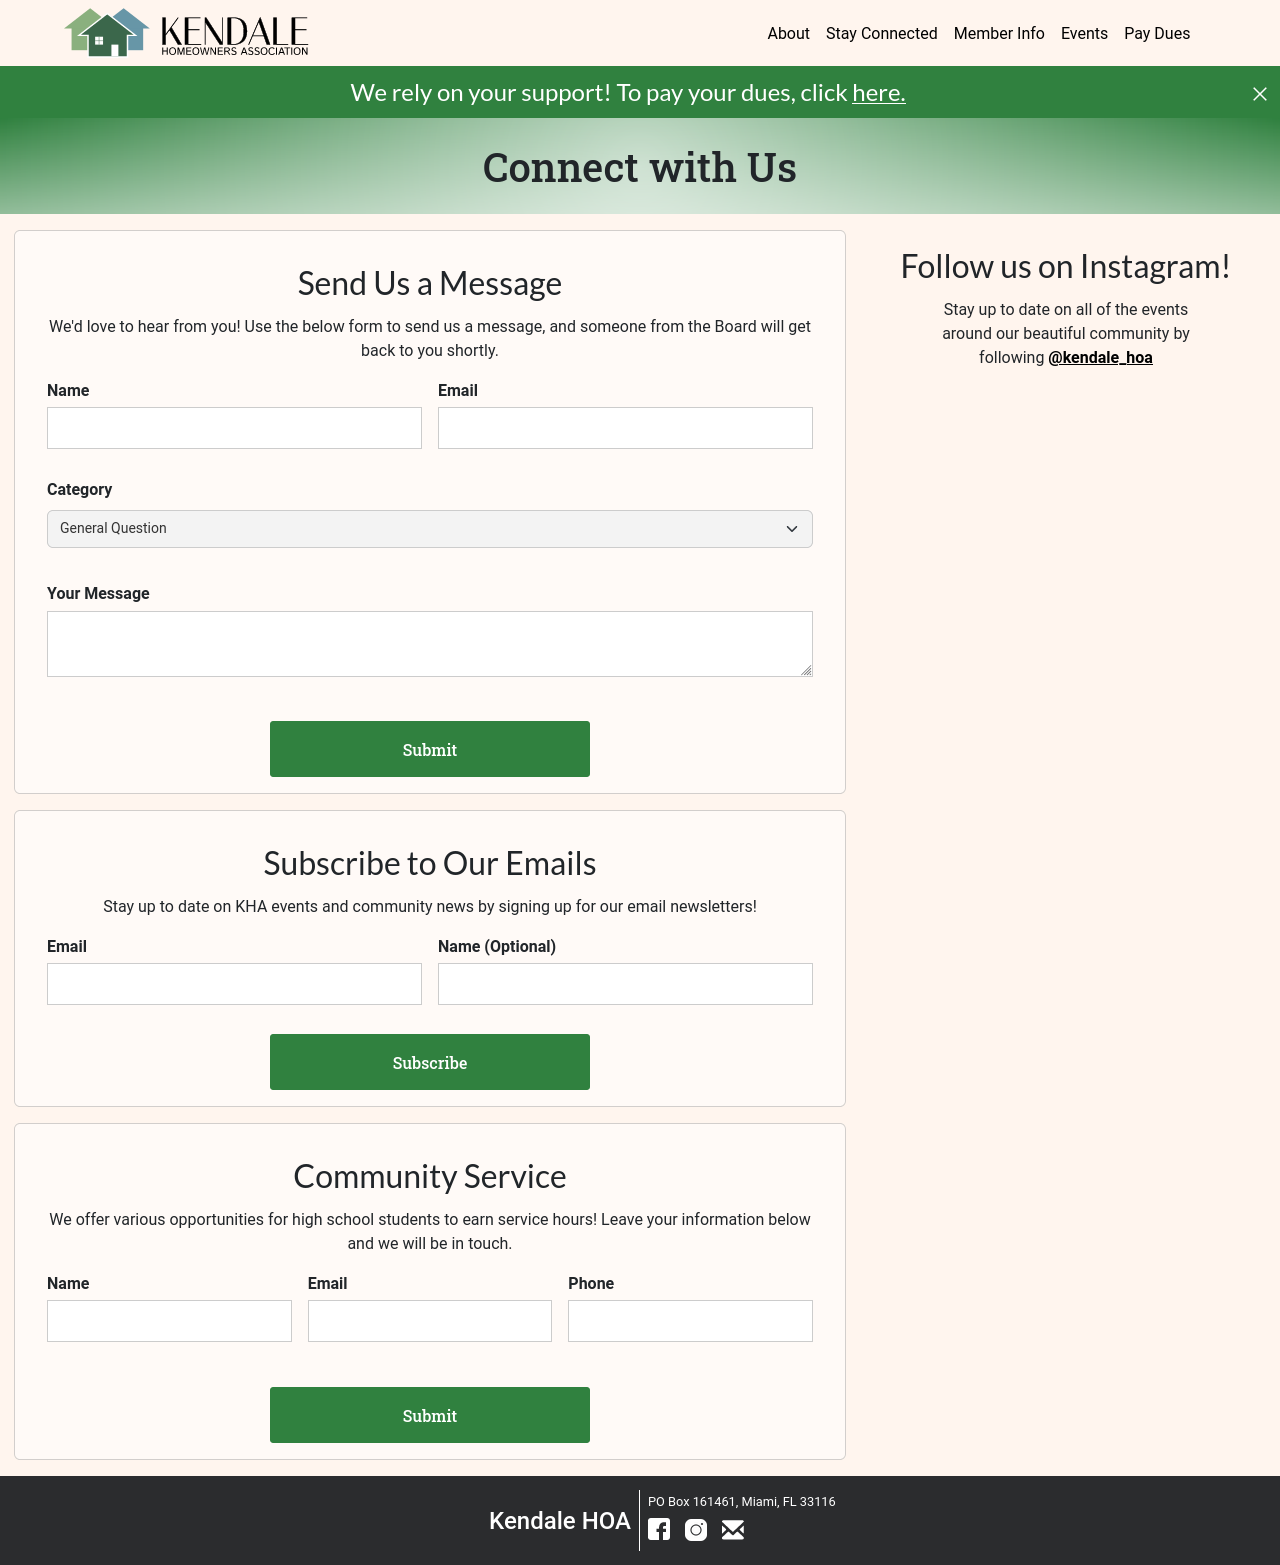 KENDALE
HOMEOWNERS ASSOCIATION
About Stay Connected Member Info Events Pay Dues
We rely on your support! To pay your dues, click here.
Connect with Us
Send Us a Message
We'd love to hear from you! Use the below form to send us a message, and someone from the Board will get
back to you shortly.
Name Email
Category
General Question
Your Message
Submit
Subscribe to Our Emails
Stay up to date on KHA events and community news by signing up for our email newsletters!
Email Name (Optional)
Subscribe
Community Service
We offer various opportunities for high school students to earn service hours! Leave your information below
and we will be in touch.
Name Email Phone
Submit
Follow us on Instagram!
Stay up to date on all of the events
around our beautiful community by
following @kendale_hoa
Kendale HOA
PO Box 161461, Miami, FL 33116